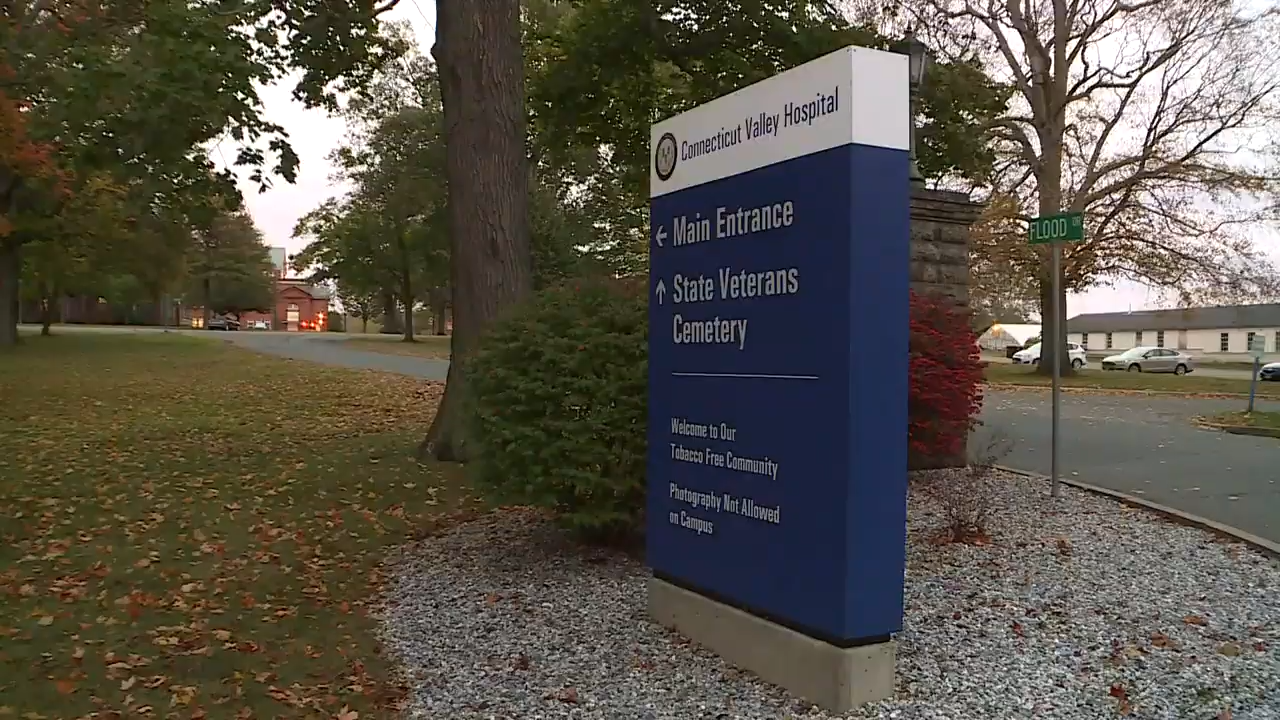 Connecticut Valley Hospital
← Main Entrance
↑ State Veterans
Cemetery
Welcome to Our
Tobacco Free Community
Photography Not Allowed
on Campus
FLOOD